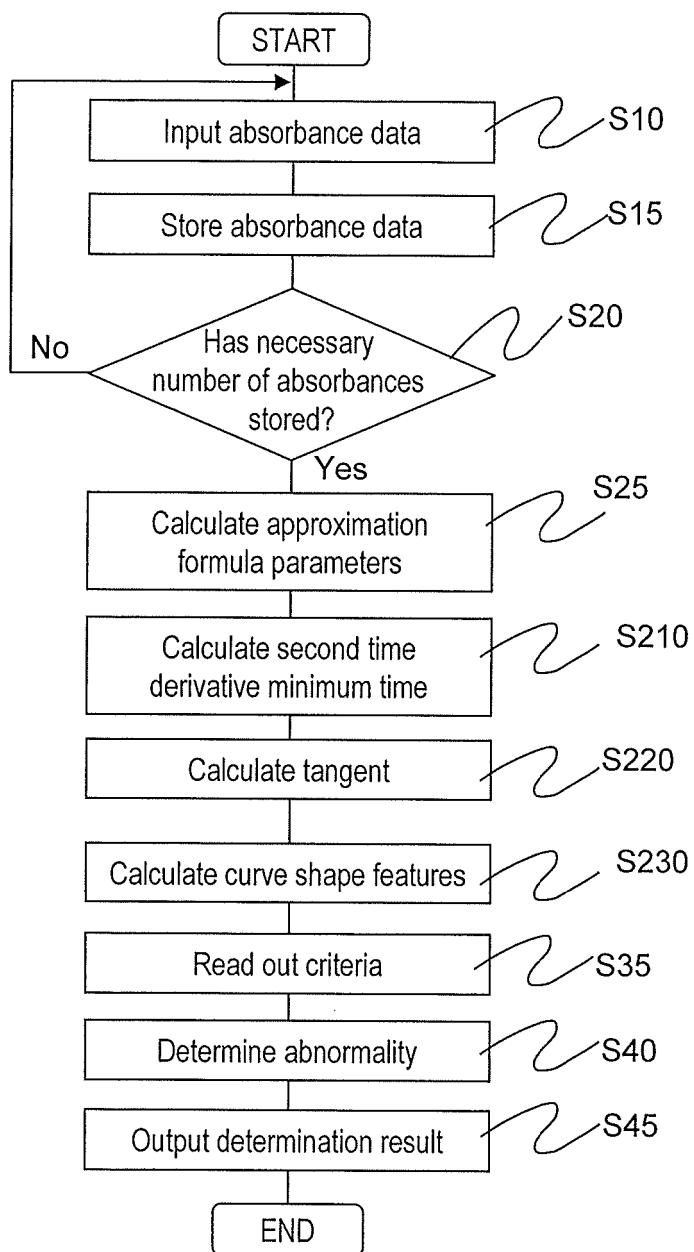 START
Input absorbance data
S10
Store absorbance data
S15
Has necessary
number of absorbances
stored?
S20
No
Yes
Calculate approximation
formula parameters
S25
Calculate second time
derivative minimum time
S210
Calculate tangent
S220
Calculate curve shape features
S230
Read out criteria
S35
Determine abnormality
S40
Output determination result
S45
END